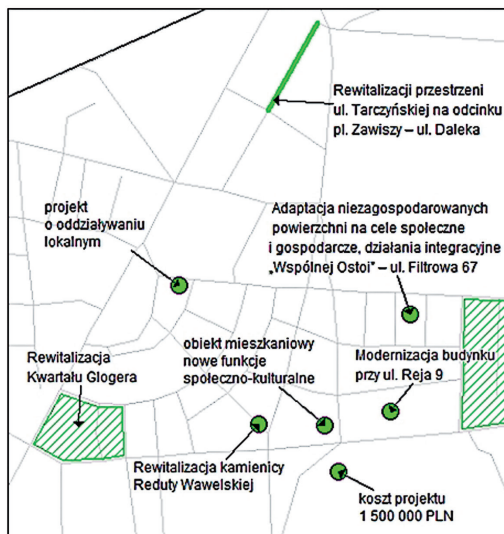 Rewitalizacji przestrzeni
ul. Tarczyńskiej na odcinku
pl. Zawiszy – ul. Daleka
projekt
o oddziaływaniu
lokalnym
Adaptacja niezagospodarowanych
powierzchni na cele społeczne
i gospodarcze, działania integracyjne
„Wspólnej Ostoi” – ul. Filtrowa 67
Rewitalizacja
Kwartału Glogera
obiekt mieszkaniowy
nowe funkcje
społeczno-kulturalne
Modernizacja budynku
przy ul. Reja 9
Rewitalizacja kamienicy
Reduty Wawelskiej
koszt projektu
1 500 000 PLN